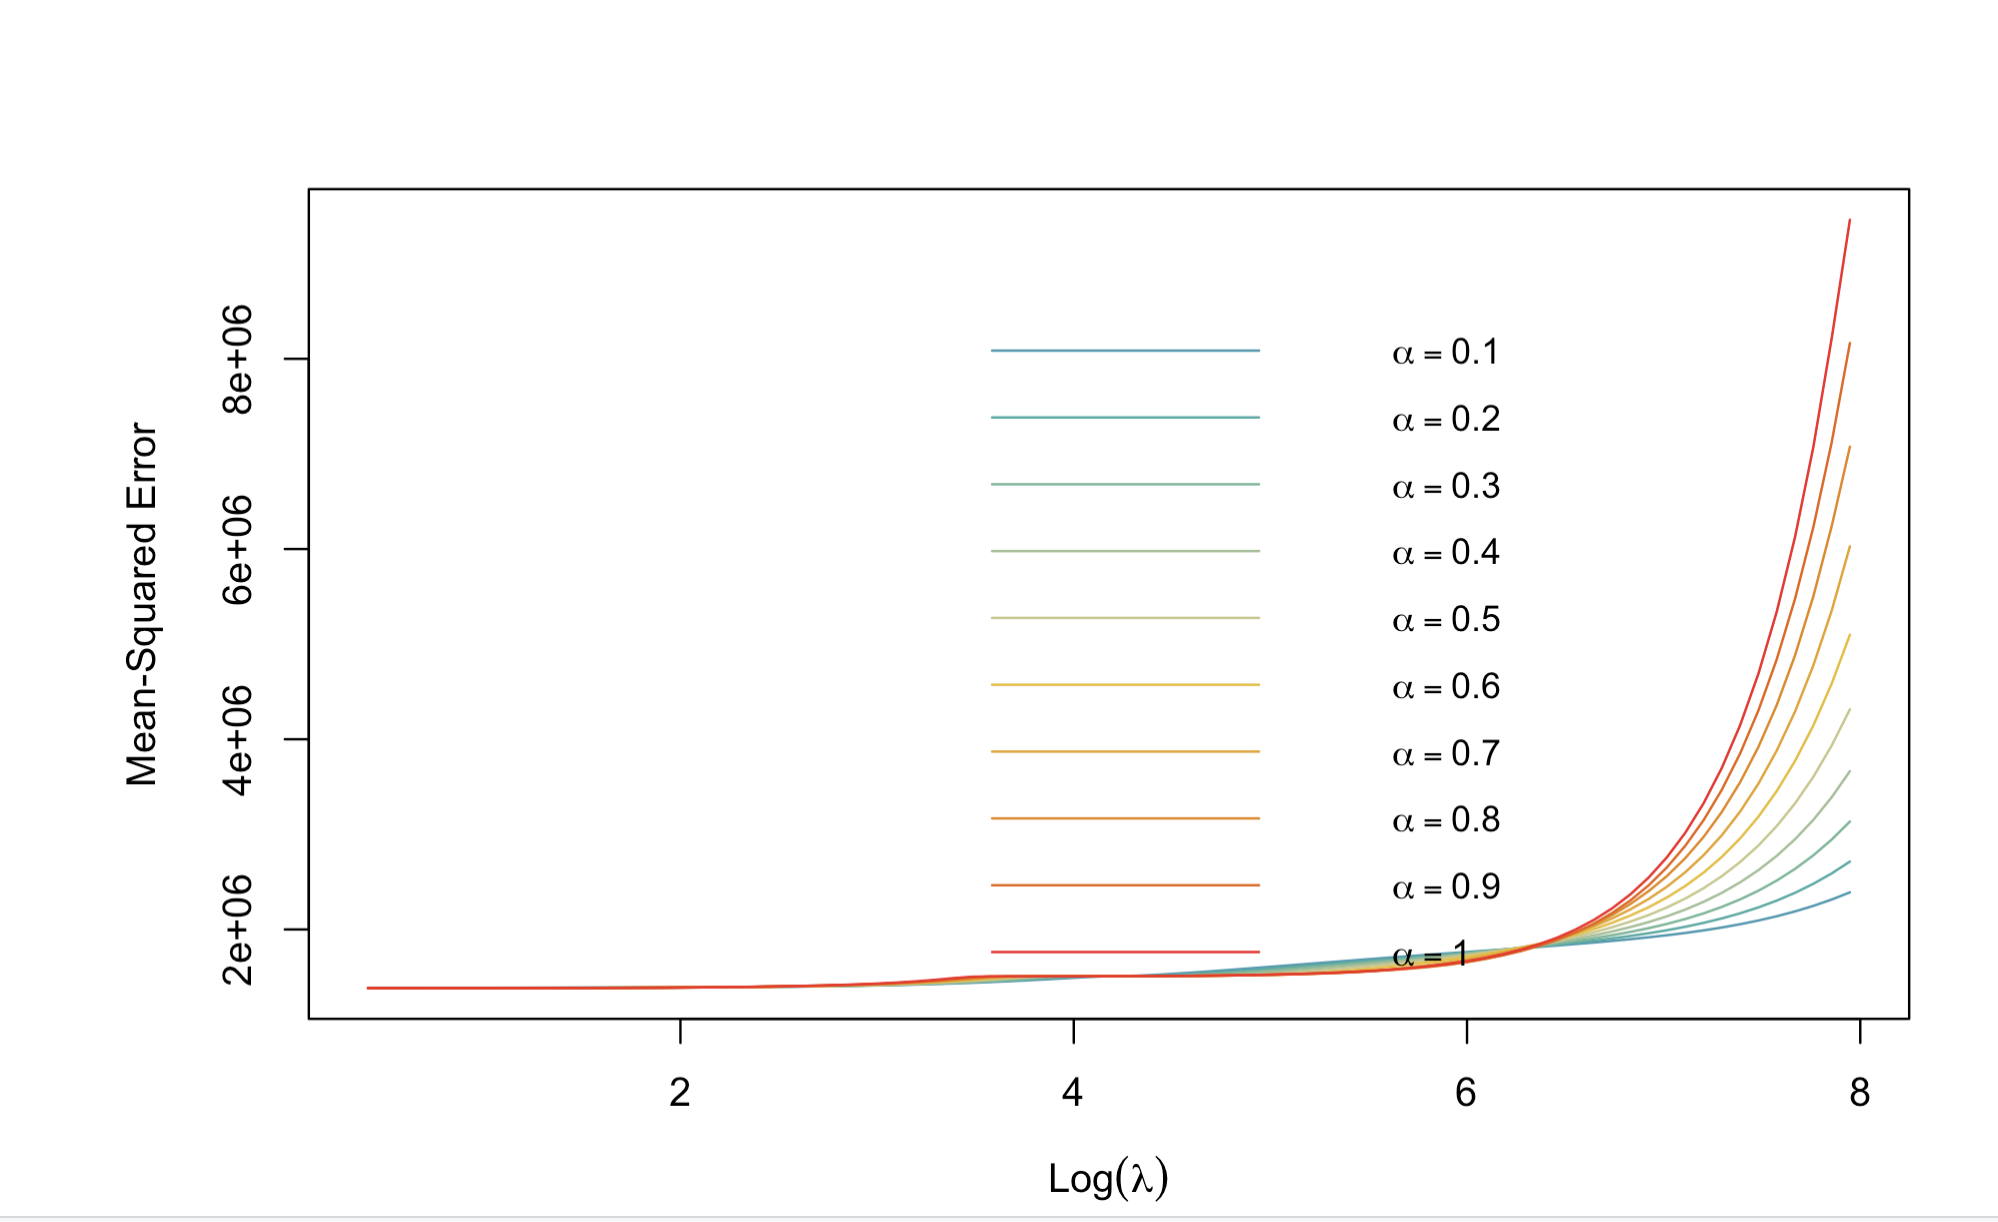 8e+06
6e+06
4e+06
2e+06
Mean-Squared Error
α = 0.1
α = 0.2
α = 0.3
α = 0.4
α = 0.5
α = 0.6
α = 0.7
α = 0.8
α = 0.9
α = 1
2 4 6 8
Log(λ)